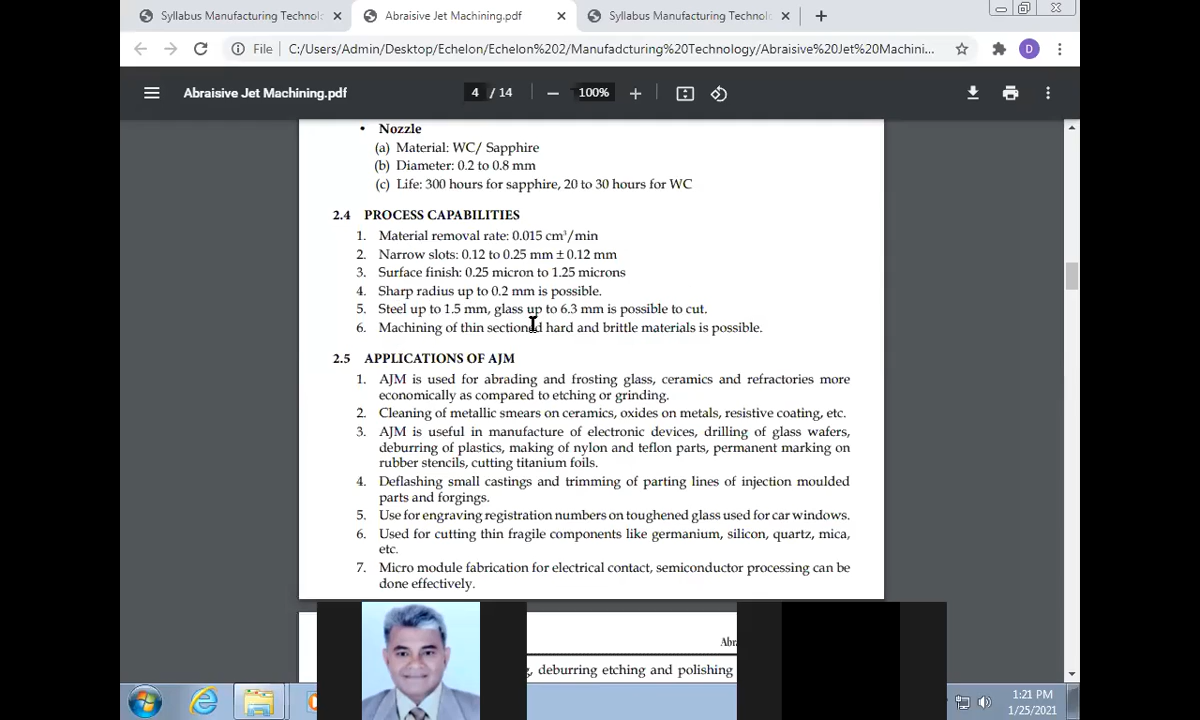 Syllabus Manufacturing Technol
Abraisive Jet Machining.pdf
Syllabus Manufacturing Technol
File
C:/Users/Admin/Desktop/Echelon/Echelon%202/Manufadcturing%20Technology/Abraisive%20Jet%20Machini...
D
Abraisive Jet Machining.pdf
4 / 14
100%
• Nozzle
(a) Material: WC/ Sapphire
(b) Diameter: 0.2 to 0.8 mm
(c) Life: 300 hours for sapphire, 20 to 30 hours for WC
2.4 PROCESS CAPABILITIES
1. Material removal rate: 0.015 cm³/min
2. Narrow slots: 0.12 to 0.25 mm ± 0.12 mm
3. Surface finish: 0.25 micron to 1.25 microns
4. Sharp radius up to 0.2 mm is possible.
5. Steel up to 1.5 mm, glass up to 6.3 mm is possible to cut.
6. Machining of thin sectioned hard and brittle materials is possible.
2.5 APPLICATIONS OF AJM
1. AJM is used for abrading and frosting glass, ceramics and refractories more
economically as compared to etching or grinding.
2. Cleaning of metallic smears on ceramics, oxides on metals, resistive coating, etc.
3. AJM is useful in manufacture of electronic devices, drilling of glass wafers,
deburring of plastics, making of nylon and teflon parts, permanent marking on
rubber stencils, cutting titanium foils.
4. Deflashing small castings and trimming of parting lines of injection moulded
parts and forgings.
5. Use for engraving registration numbers on toughened glass used for car windows.
6. Used for cutting thin fragile components like germanium, silicon, quartz, mica,
etc.
7. Micro module fabrication for electrical contact, semiconductor processing can be
done effectively.
Abra
, deburring etching and polishing
1:21 PM
1/25/2021